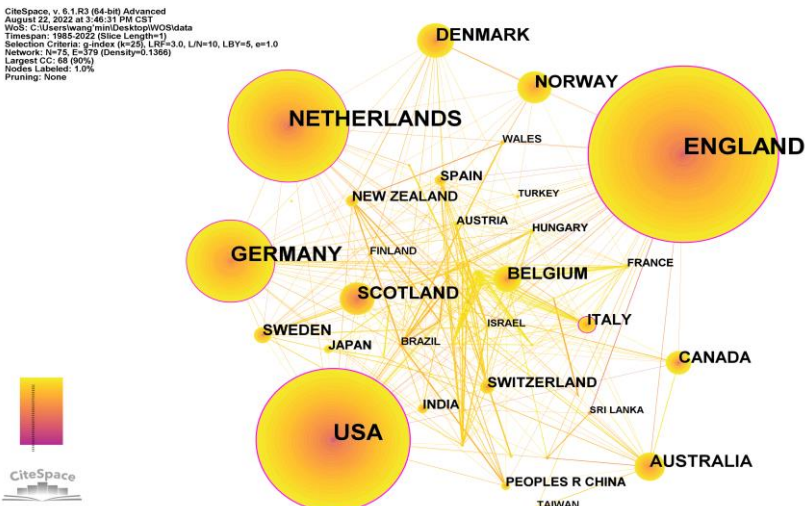 CiteSpace, v. 6.1.R3 (64-bit) Advanced
August 22, 2022 at 3:46:31 PM CST
WoS: C:\Users\wang'min\Desktop\WOS\data
Timespan: 1985-2022 (Slice Length=1)
Selection Criteria: g-index (k=25), LRF=3.0, L/N=10, LBY=5, e=1.0
Network: N=75, E=379 (Density=0.1366)
Largest CC: 68 (90%)
Nodes Labeled: 1.0%
Pruning: None
DENMARK
NORWAY
NETHERLANDS
WALES
ENGLAND
SPAIN
NEW ZEALAND
TURKEY
AUSTRIA
HUNGARY
GERMANY
FINLAND
FRANCE
BELGIUM
SCOTLAND
ISRAEL
ITALY
SWEDEN
JAPAN
BRAZIL
CANADA
SWITZERLAND
INDIA
SRI LANKA
USA
AUSTRALIA
CiteSpace
PEOPLES R CHINA
TAIWAN